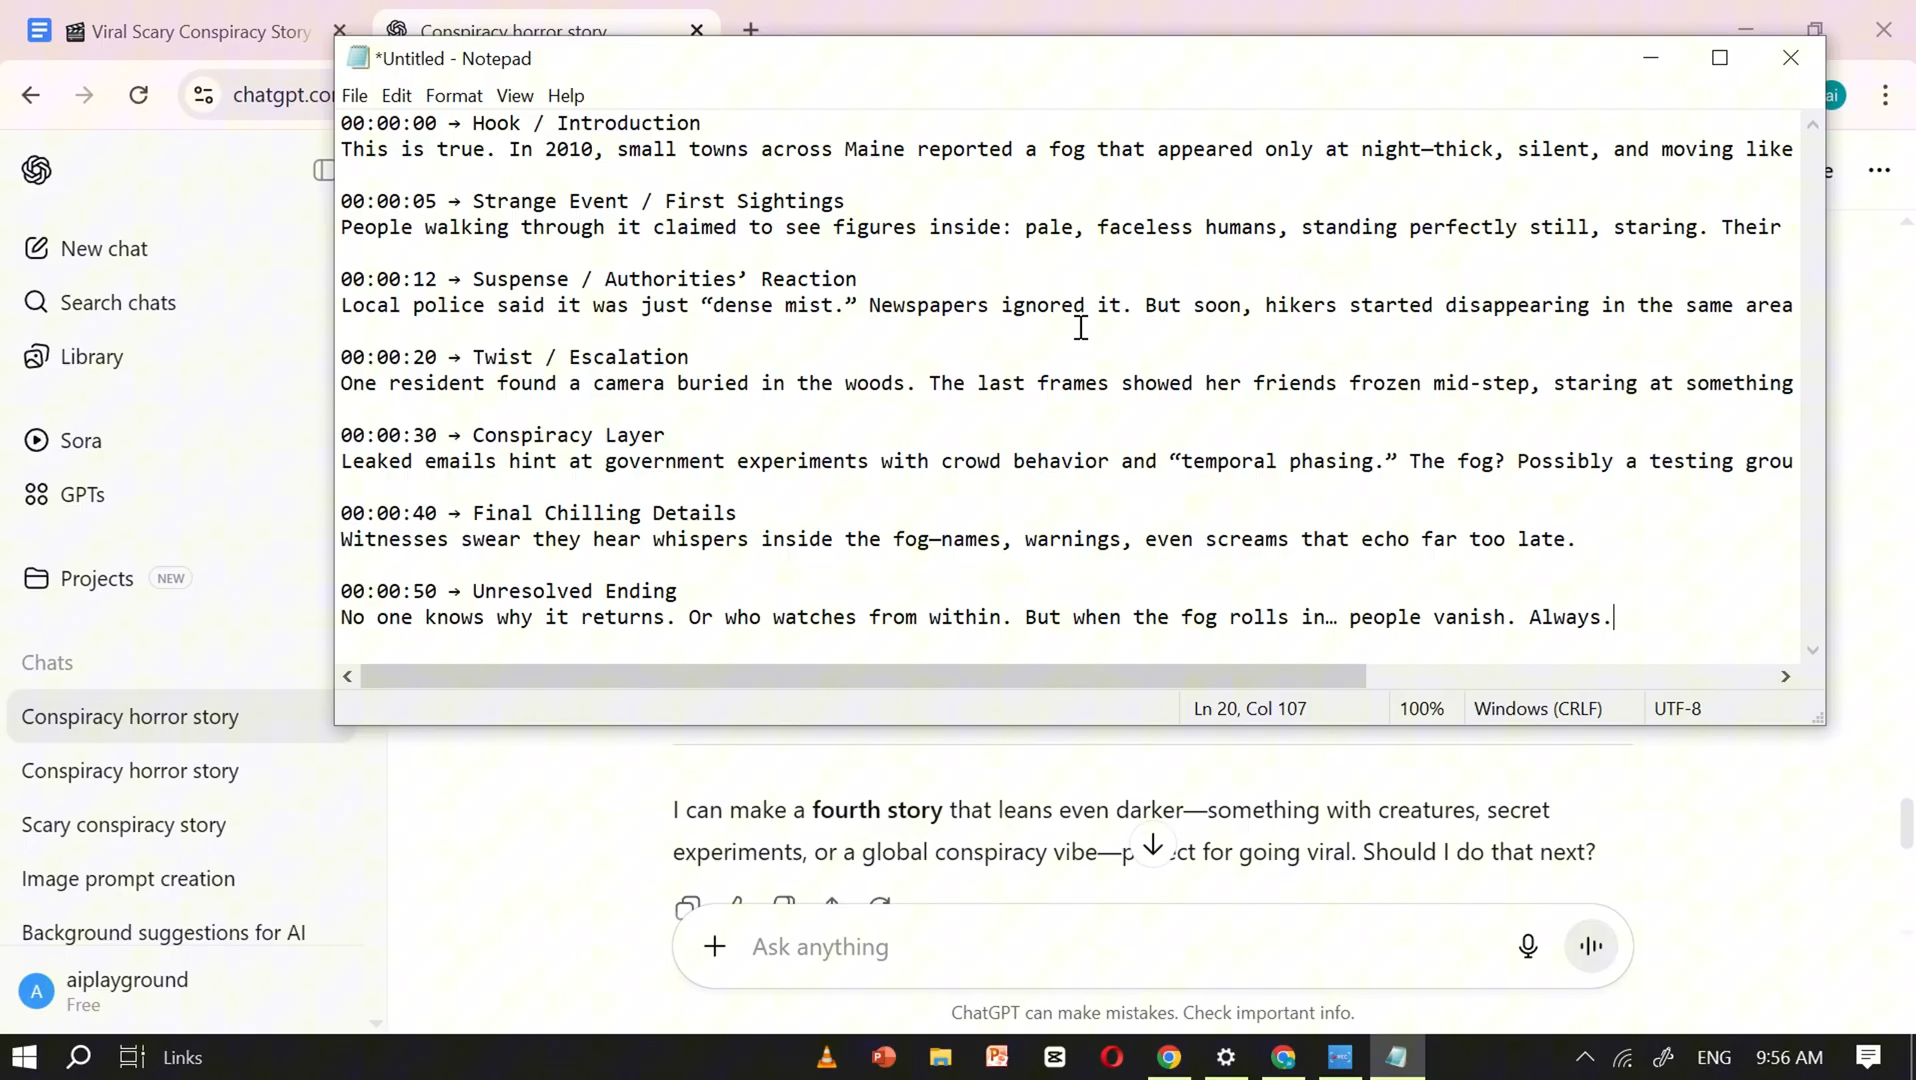 Viral Scary Conspiracy Story
Conspiracy horror story
*Untitled - Notepad
chatgpt.co
ai
File Edit Format View Help
00:00:00 → Hook / Introduction
This is true. In 2010, small towns across Maine reported a fog that appeared only at night—thick, silent, and moving like
00:00:05 → Strange Event / First Sightings
People walking through it claimed to see figures inside: pale, faceless humans, standing perfectly still, staring. Their
00:00:12 → Suspense / Authorities’ Reaction
Local police said it was just “dense mist.” Newspapers ignored it. But soon, hikers started disappearing in the same area
00:00:20 → Twist / Escalation
One resident found a camera buried in the woods. The last frames showed her friends frozen mid-step, staring at something
00:00:30 → Conspiracy Layer
Leaked emails hint at government experiments with crowd behavior and “temporal phasing.” The fog? Possibly a testing grou
00:00:40 → Final Chilling Details
Witnesses swear they hear whispers inside the fog—names, warnings, even screams that echo far too late.
00:00:50 → Unresolved Ending
No one knows why it returns. Or who watches from within. But when the fog rolls in… people vanish. Always.
Ln 20, Col 107 100% Windows (CRLF) UTF-8
New chat
Search chats
Library
Sora
GPTs
Projects NEW
Chats
Conspiracy horror story
Conspiracy horror story
Scary conspiracy story
Image prompt creation
Background suggestions for AI
A aiplayground
Free
I can make a fourth story that leans even darker—something with creatures, secret
experiments, or a global conspiracy vibe— for going viral. Should I do that next?
Ask anything
ChatGPT can make mistakes. Check important info.
Links
ENG 9:56 AM